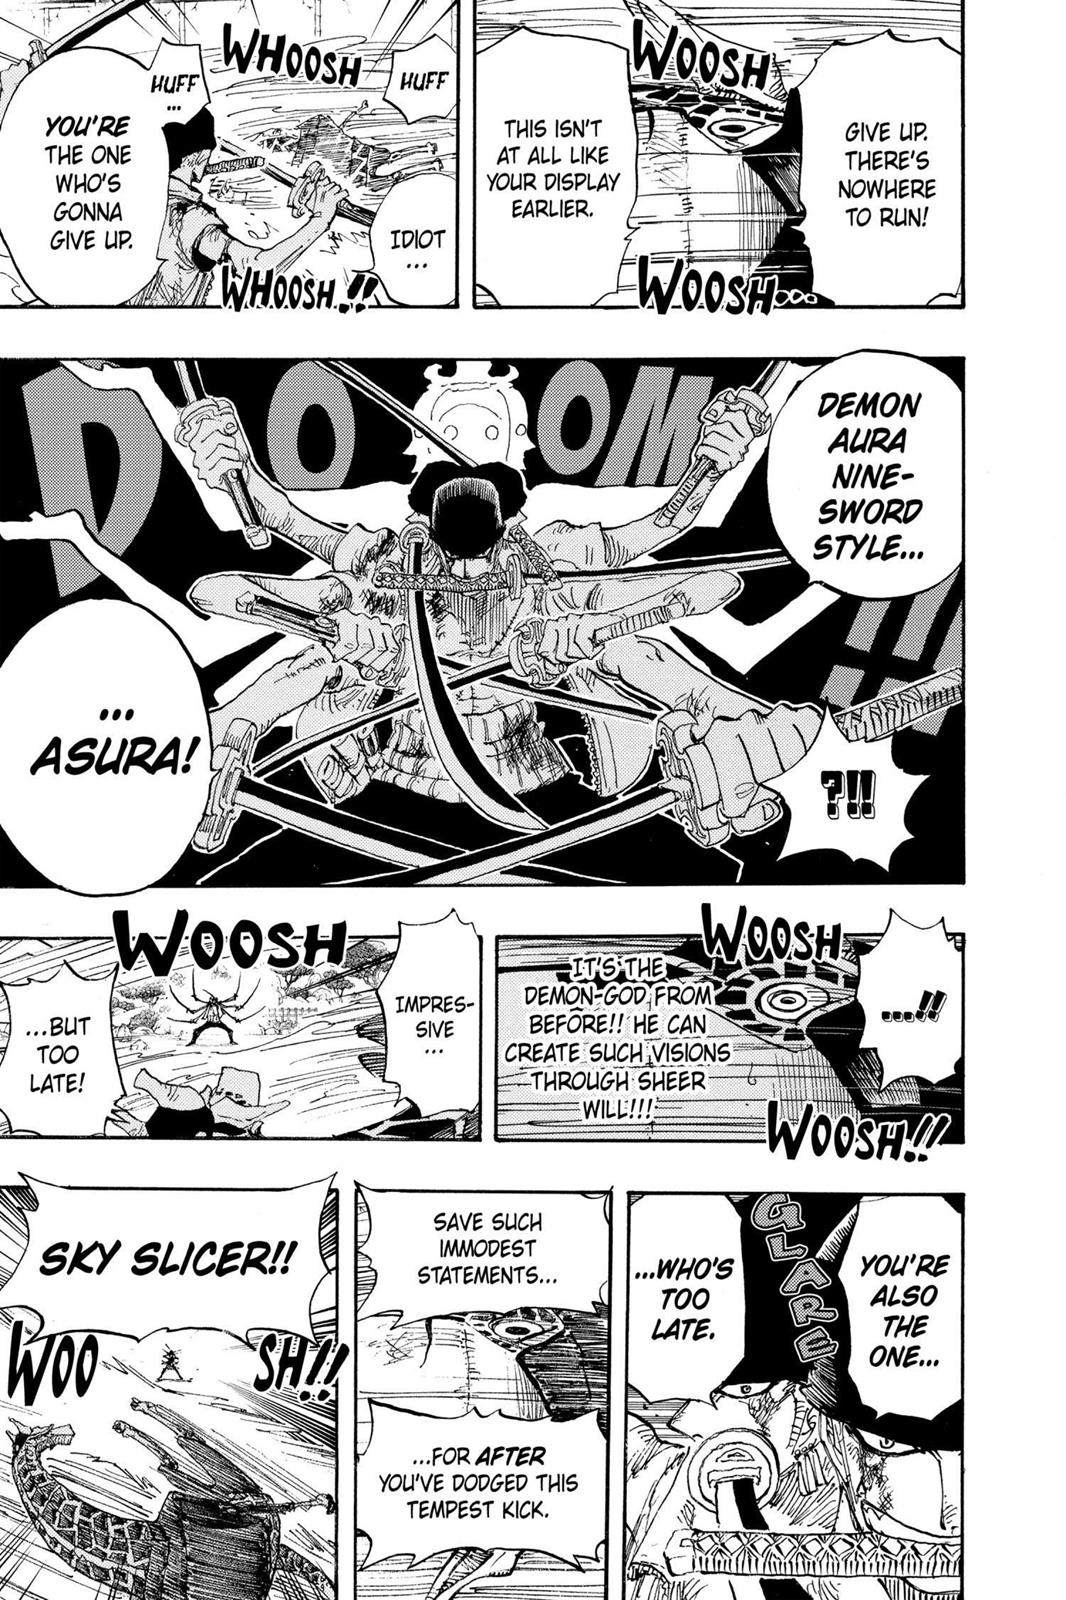 WOOSH
GIVE UP.
THERE'S
NOWHERE
TO RUN!
THIS ISN'T
AT ALL LIKE
YOUR DISPLAY
EARLIER.
WOOSH...
WHOOSH
HUFF
HUFF
...
IDIOT
...
YOU'RE
THE ONE
WHO'S
GONNA
GIVE UP.
WHOOSH!!
DOOM!!
DEMON
AURA
NINE-
SWORD
STYLE...
...
ASURA!
?!!
WOOSH
...!!
IT'S THE
DEMON-GOD FROM
BEFORE!! HE CAN
CREATE SUCH VISIONS
THROUGH SHEER
WILL!!!
WOOSH!!
WOOSH
IMPRES-
SIVE
...
...BUT
TOO
LATE!
GLARE
YOU'RE
ALSO
THE
ONE...
...WHO'S
TOO
LATE.
SAVE SUCH
IMMODEST
STATEMENTS...
...FOR AFTER
YOU'VE DODGED THIS
TEMPEST KICK.
SKY SLICER!!
WOOSH!!